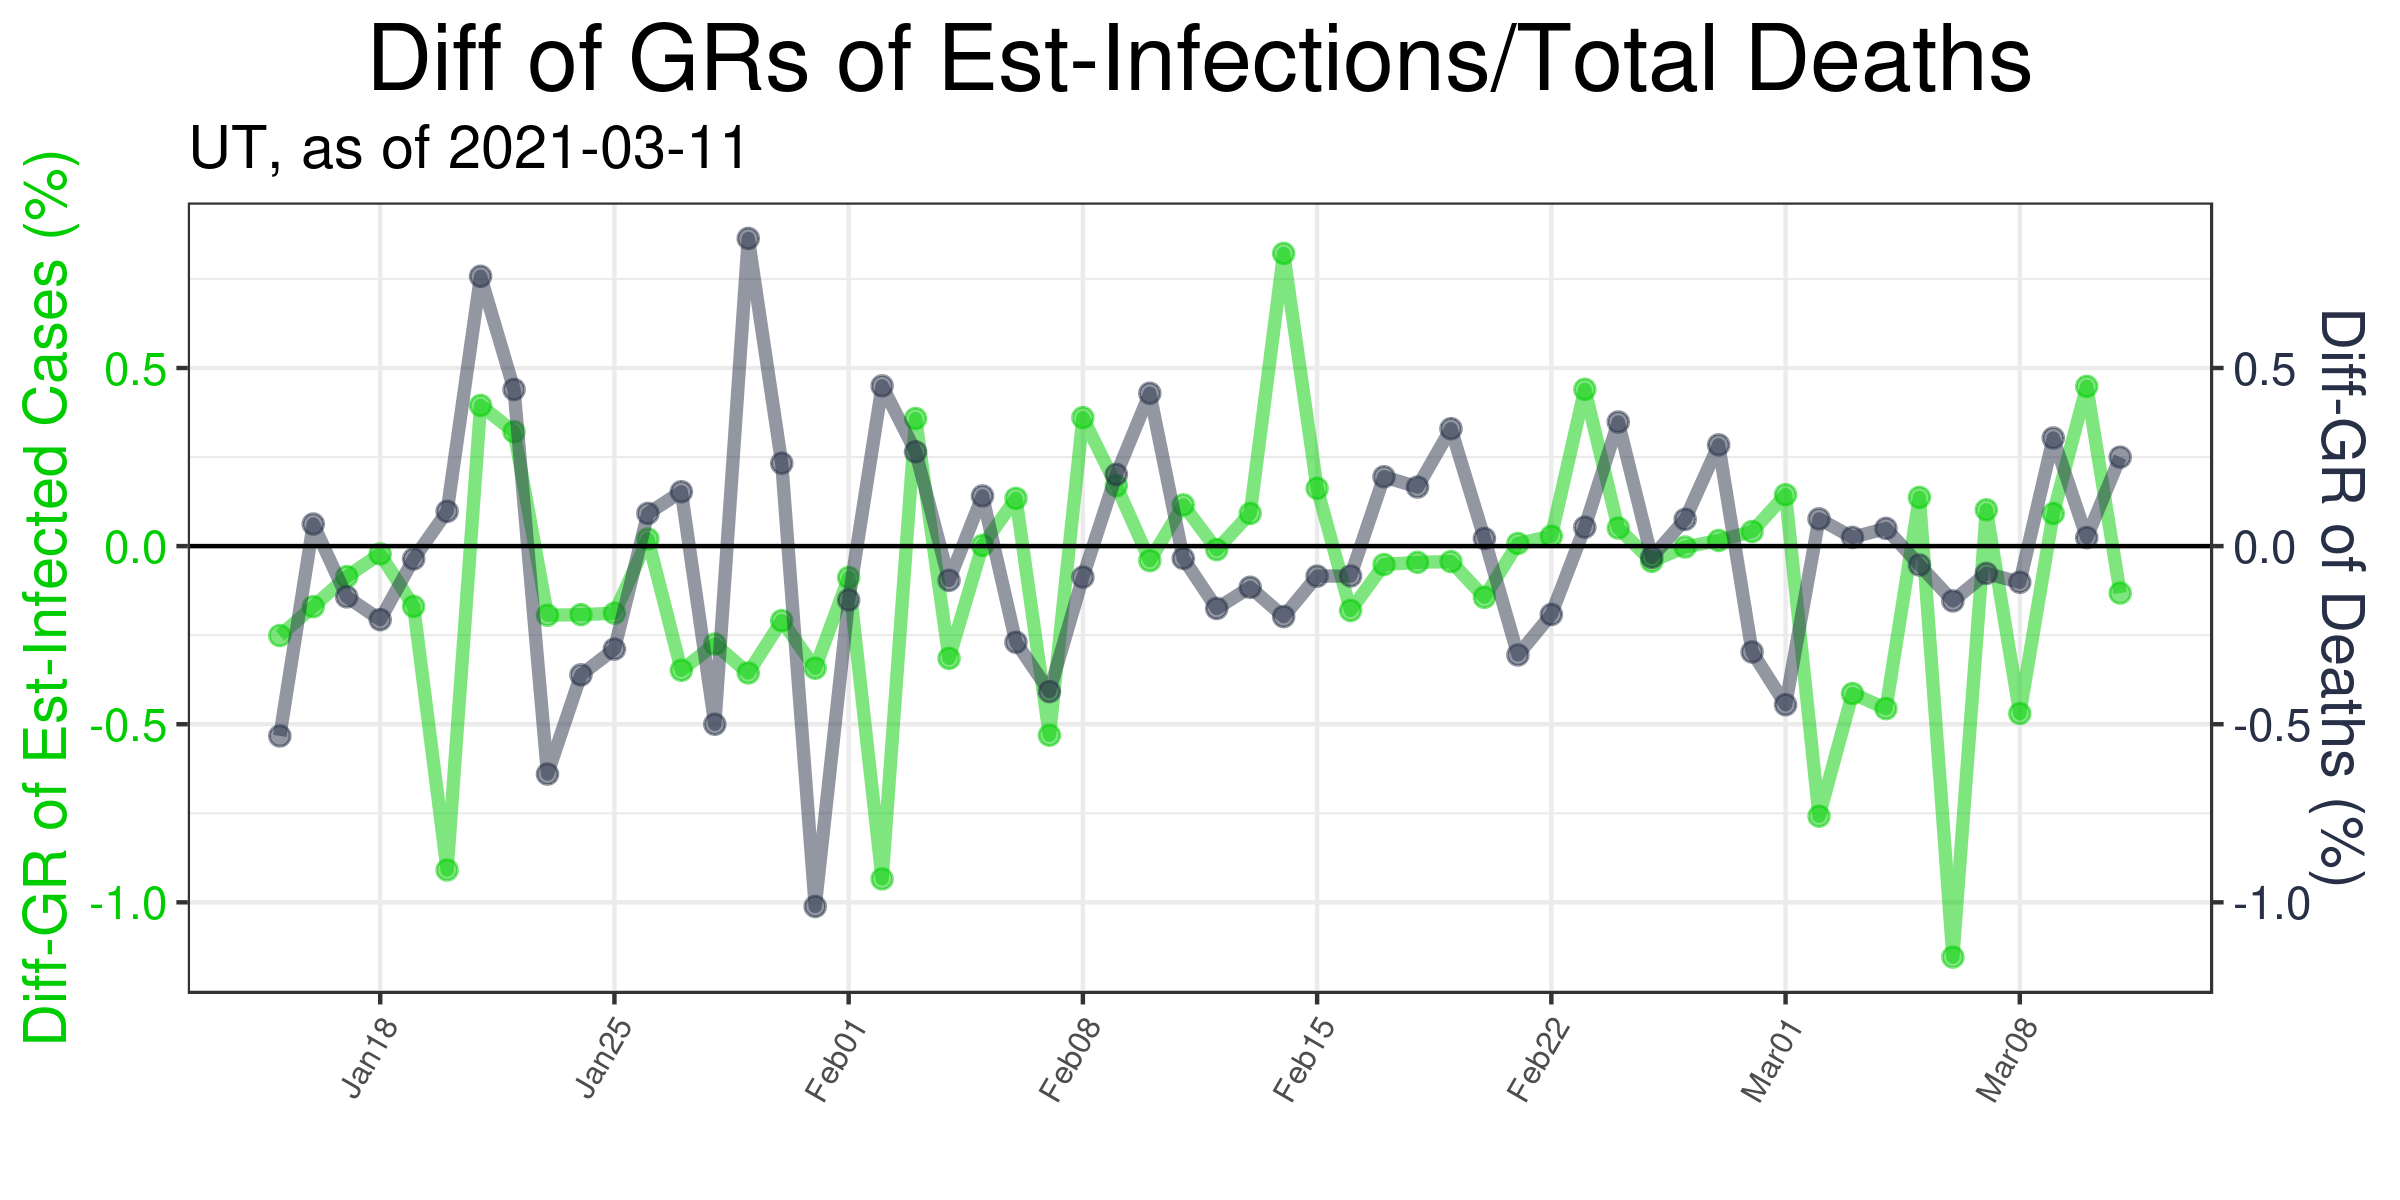 Diff of GRs of Est-Infections/Total Deaths
UT, as of 2021-03-11
Diff-GR of Est-Infected Cases (%)
0.5
0.0
-0.5
-1.0
0.5
0.0
-0.5
-1.0
Diff-GR of Deaths (%)
Jan18
Jan25
Feb01
Feb08
Feb15
Feb22
Mar01
Mar08